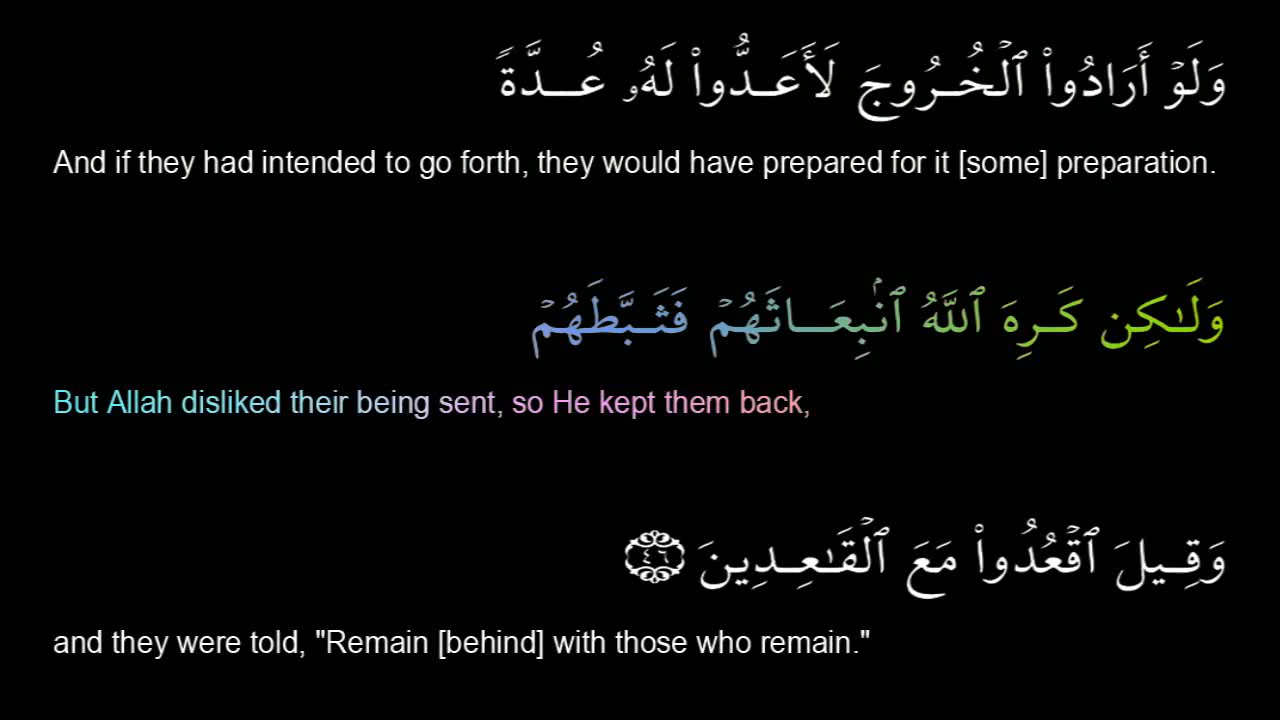 وَلَوۡ أَرَادُواْ ٱلۡخُرُوجَ لَأَعَدُّواْ لَهُۥ عُدَّةٗ
And if they had intended to go forth, they would have prepared for it [some] preparation.
وَلَٰكِن كَرِهَ ٱللَّهُ ٱنۢبِعَاثَهُمۡ فَثَبَّطَهُمۡ
But Allah disliked their being sent, so He kept them back,
وَقِيلَ ٱقۡعُدُواْ مَعَ ٱلۡقَٰعِدِينَ ٤٦
and they were told, "Remain [behind] with those who remain."